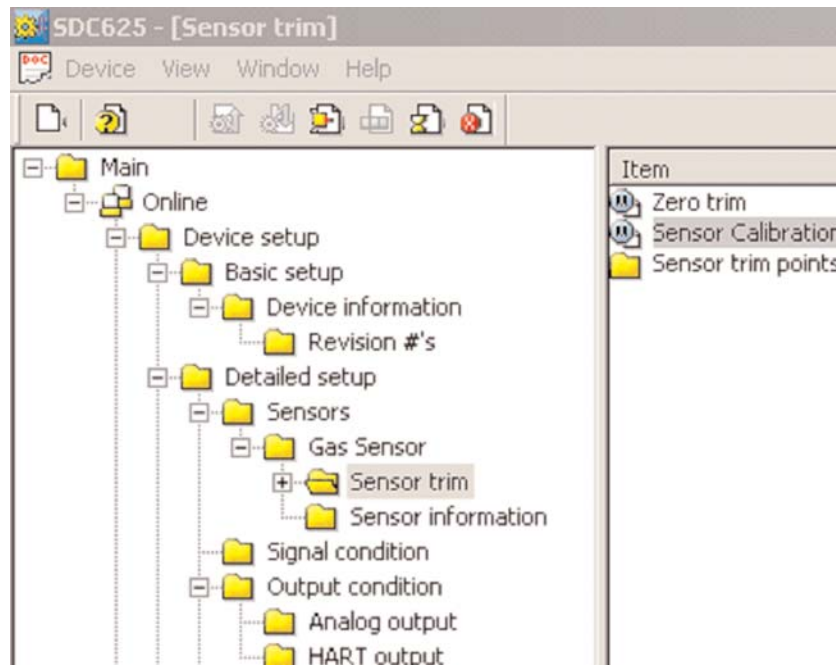 SDC625 - [Sensor trim]
DOC
Device View Window Help
Main
Online
Device setup
Basic setup
Device information
Revision #'s
Detailed setup
Sensors
Gas Sensor
Sensor trim
Sensor information
Signal condition
Output condition
Analog output
HART output
Item
Zero trim
Sensor Calibration
Sensor trim points